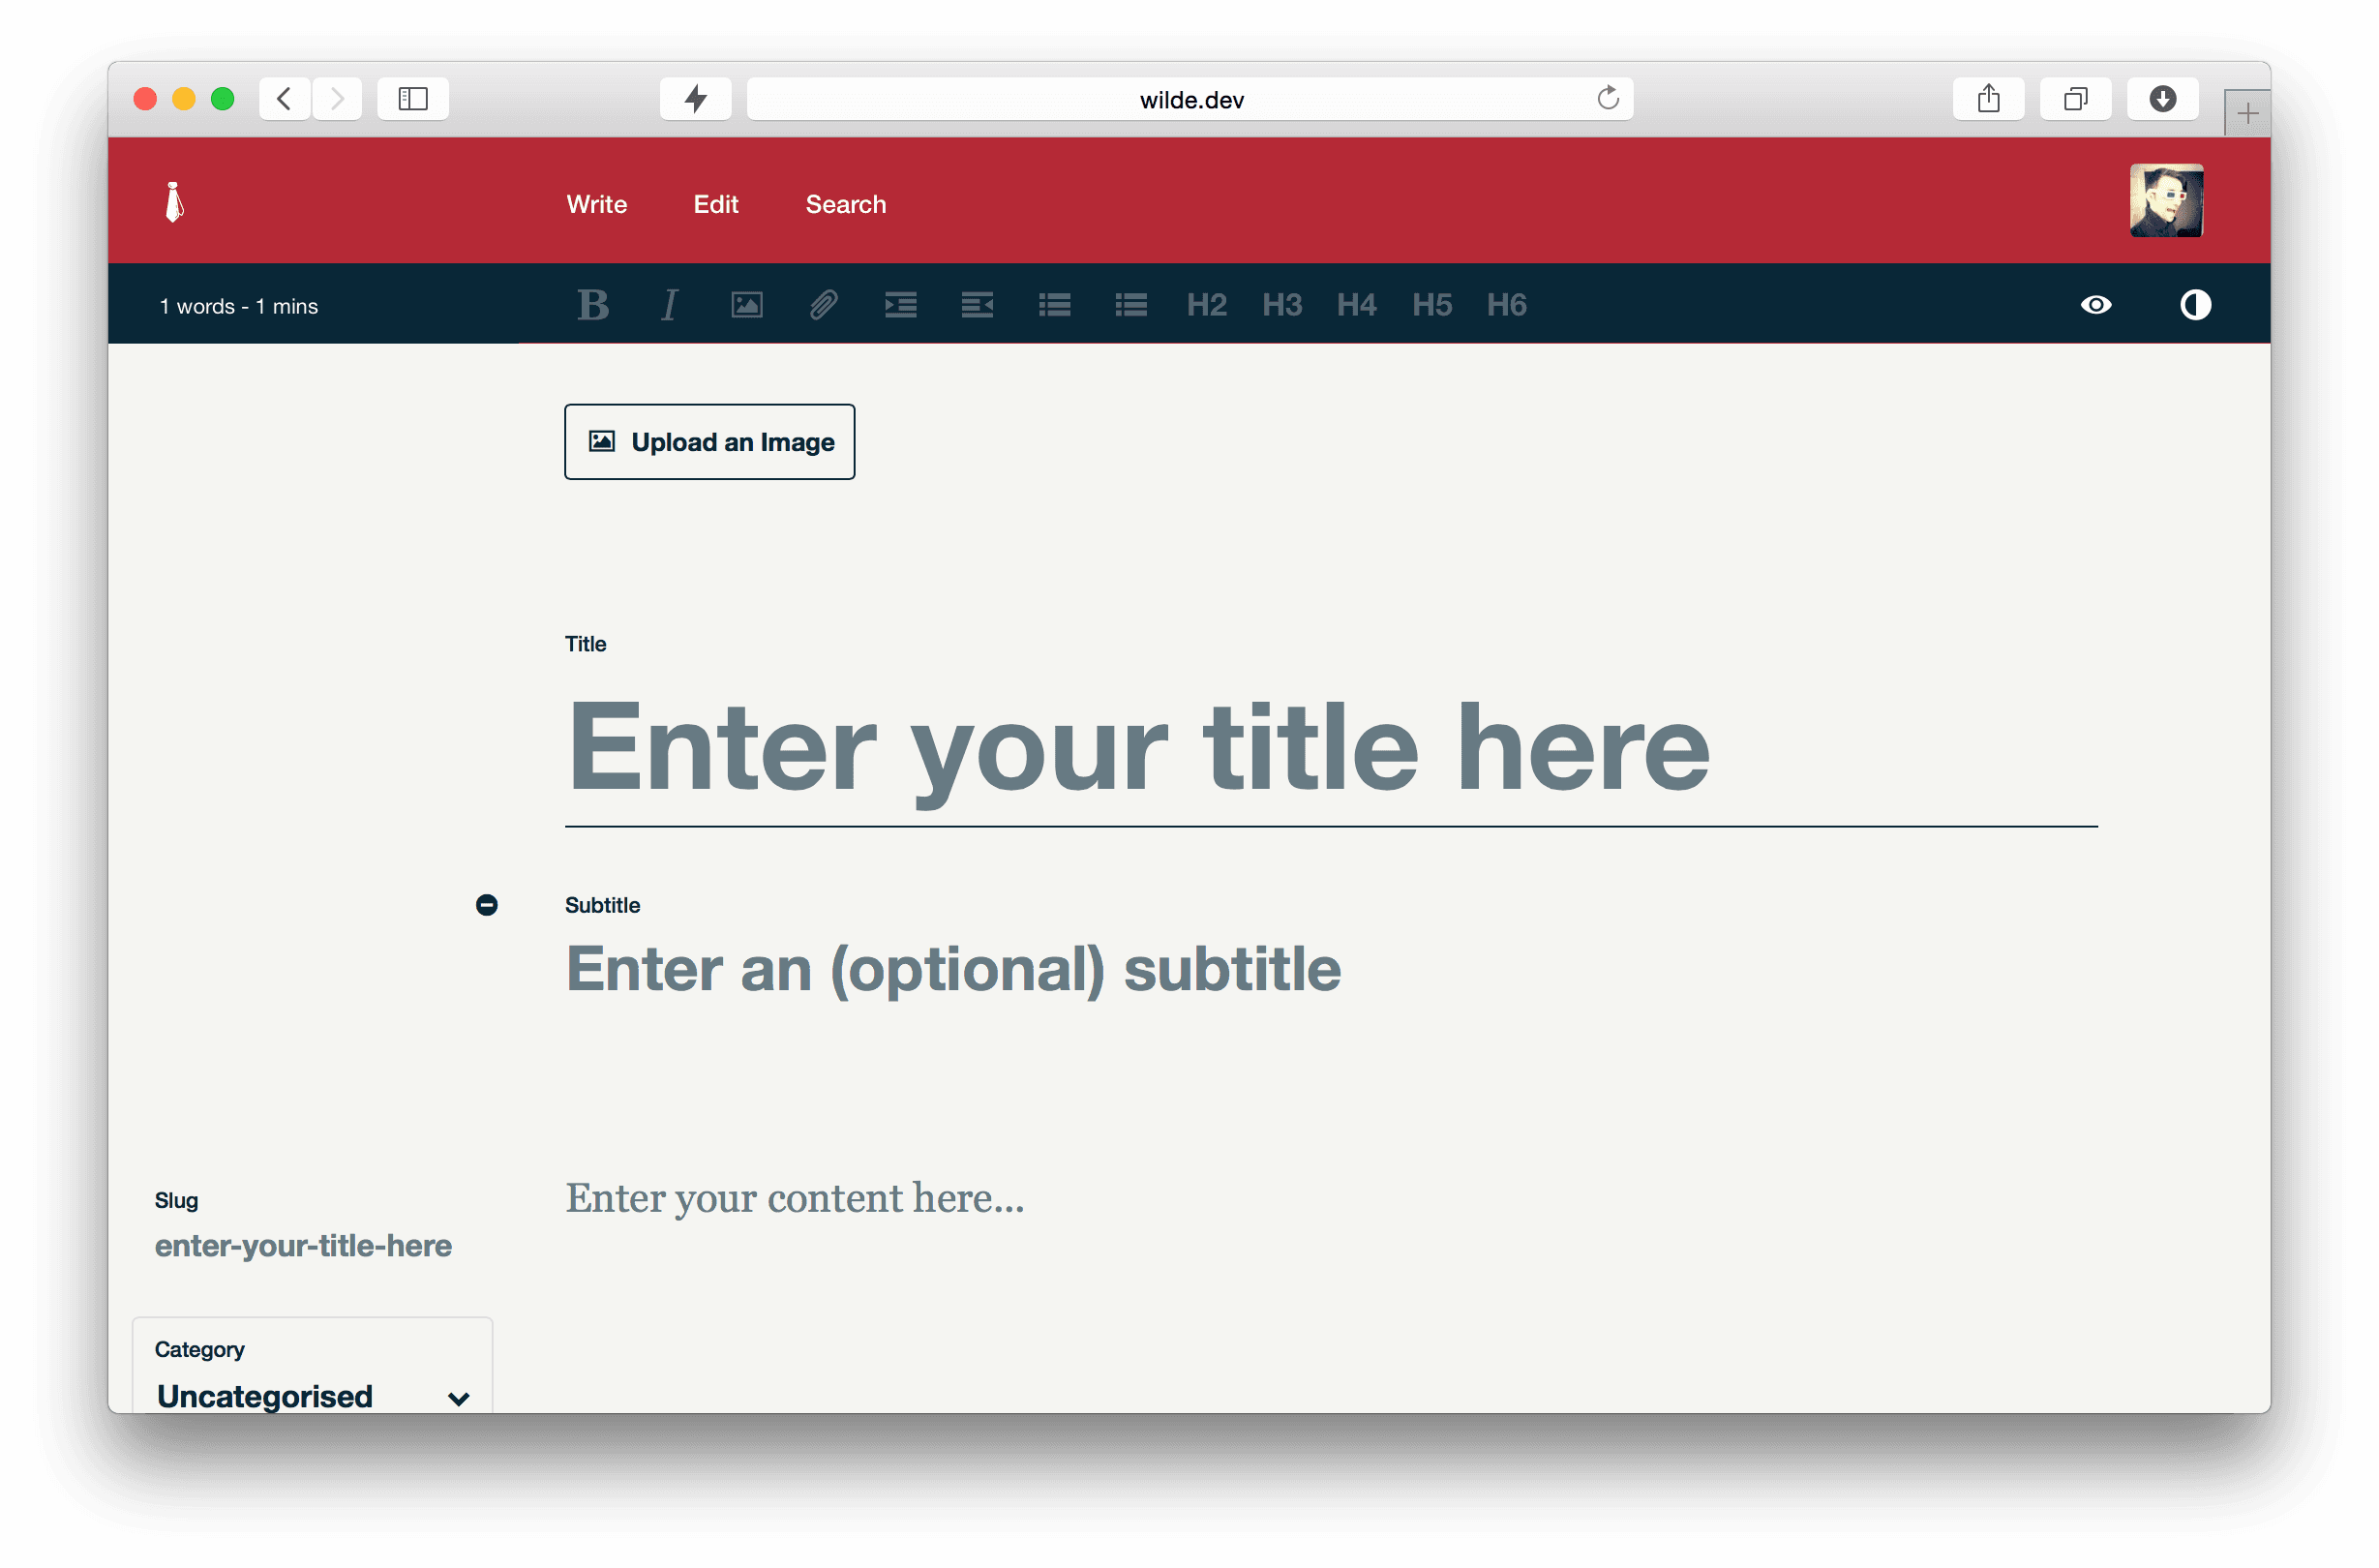 wilde.dev
Write Edit Search
1 words - 1 mins B I H2 H3 H4 H5 H6
Upload an Image
Title
Enter your title here
Subtitle
Enter an (optional) subtitle
Enter your content here...
Slug
enter-your-title-here
Category
Uncategorised